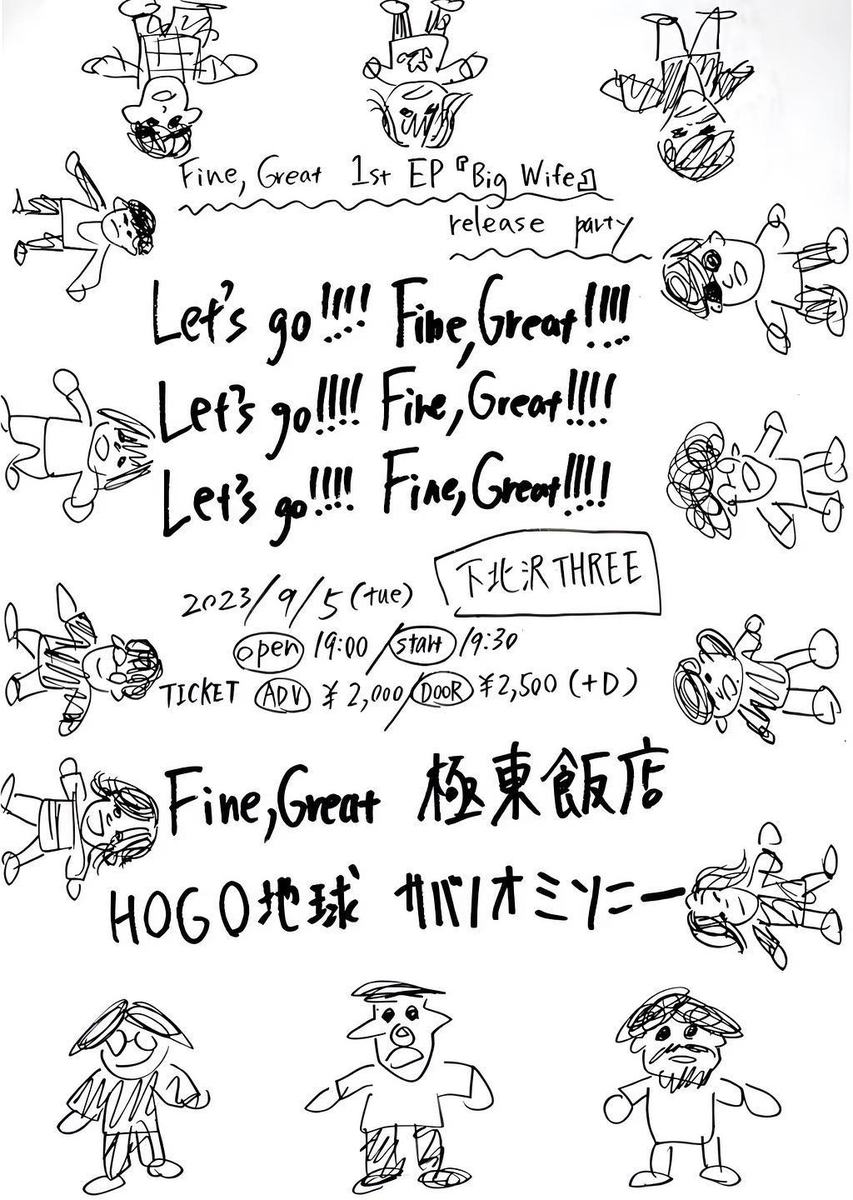 Fine, Great 1st EP『Big Wife』
release party
Let's go!!!! Fine, Great!!!!
Let's go!!!! Fine, Great!!!!
Let's go!!!! Fine, Great!!!!
2023/9/5(tue) 下北沢THREE
open 19:00/start 19:30
TICKET ADV ¥2,000/DOOR ¥2,500(+D)
Fine, Great 極東飯店
HOGO地球 サバノオミソニー